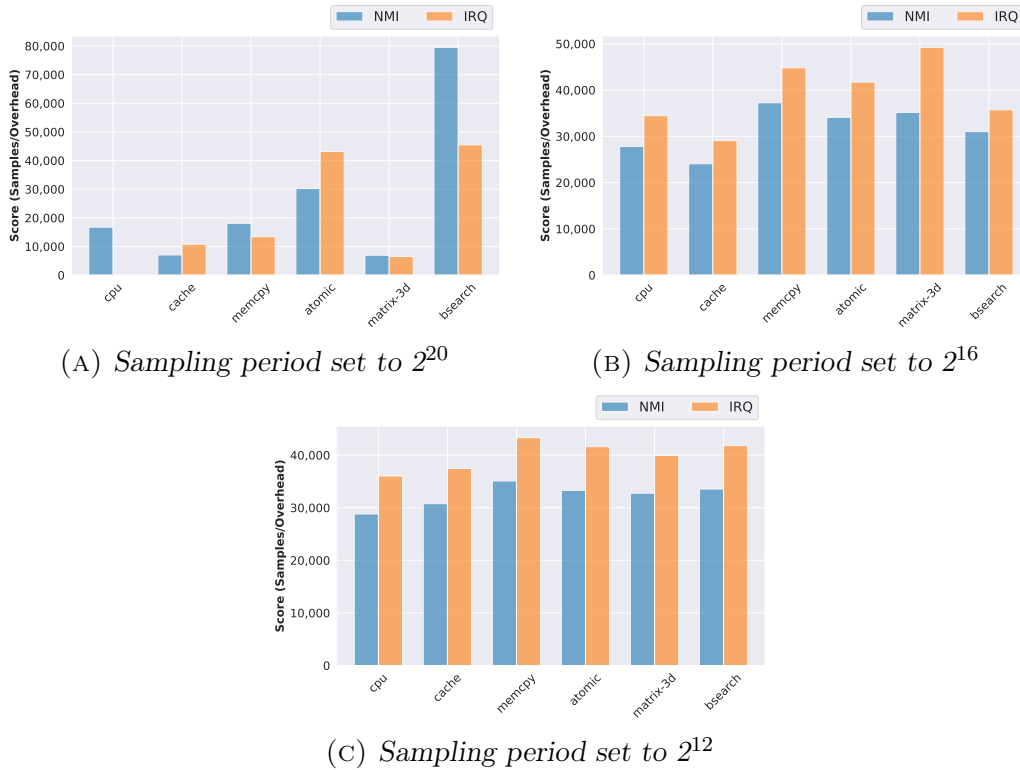 NMI IRQ
Score (Samples/Overhead)
80,000
70,000
60,000
50,000
40,000
30,000
20,000
10,000
0
cpu cache memcpy atomic matrix-3d bsearch
(A) Sampling period set to 2^20
NMI IRQ
Score (Samples/Overhead)
50,000
40,000
30,000
20,000
10,000
0
cpu cache memcpy atomic matrix-3d bsearch
(B) Sampling period set to 2^16
NMI IRQ
Score (Samples/Overhead)
40,000
30,000
20,000
10,000
0
cpu cache memcpy atomic matrix-3d bsearch
(C) Sampling period set to 2^12